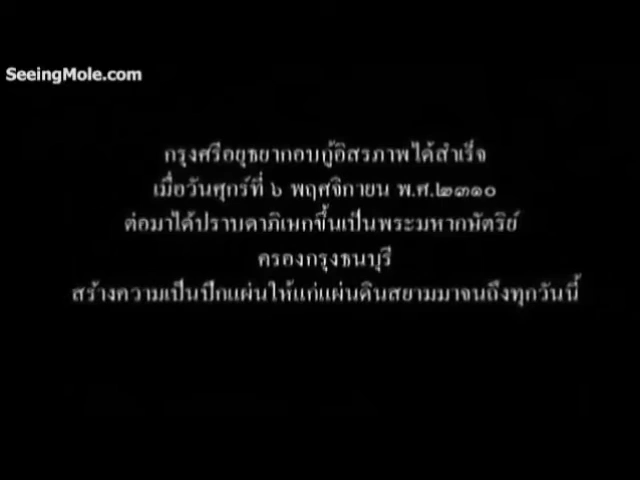 SeeingMole.com
กรุงศรีอยุธยากอบกู้อิสรภาพได้สำเร็จ
เมื่อวันศุกร์ที่ ๖ พฤศจิกายน พ.ศ.๒๓๑๐
ต่อมาได้ปราบดาภิเษกขึ้นเป็นพระมหากษัตริย์
ครองกรุงธนบุรี
สร้างความเป็นปึกแผ่นให้แก่แผ่นดินสยามมาจนถึงทุกวันนี้